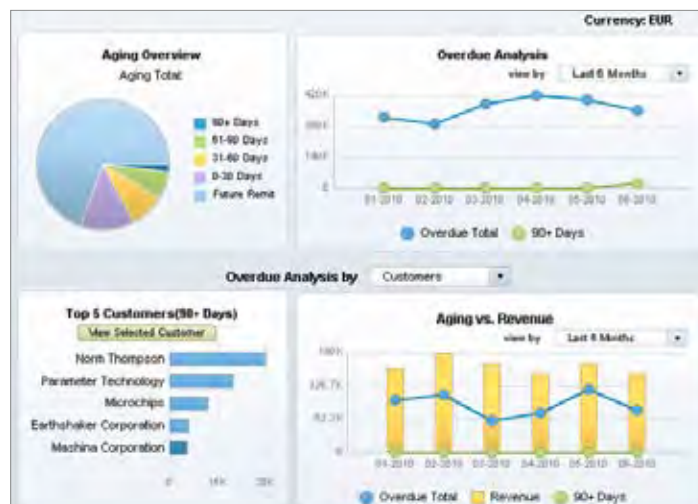 Currency: EUR
Aging Overview
Aging Total:
90+ Days
61-90 Days
31-60 Days
0-30 Days
Future Remit
Overdue Analysis
view by Last 6 Months
420K
140K
0
01-2010 02-2010 03-2010 04-2010 05-2010 06-2010
Overdue Total 90+ Days
Overdue Analysis by Customers
Top 5 Customers(90+ Days)
View Selected Customer
Norm Thompson
Parameter Technology
Microchips
Earthshaker Corporation
Mashina Corporation
0
Aging vs. Revenue
view by Last 6 Months
0
01-2010 02-2010 03-2010 04-2010 05-2010 06-2010
Overdue Total Revenue 90+ Days